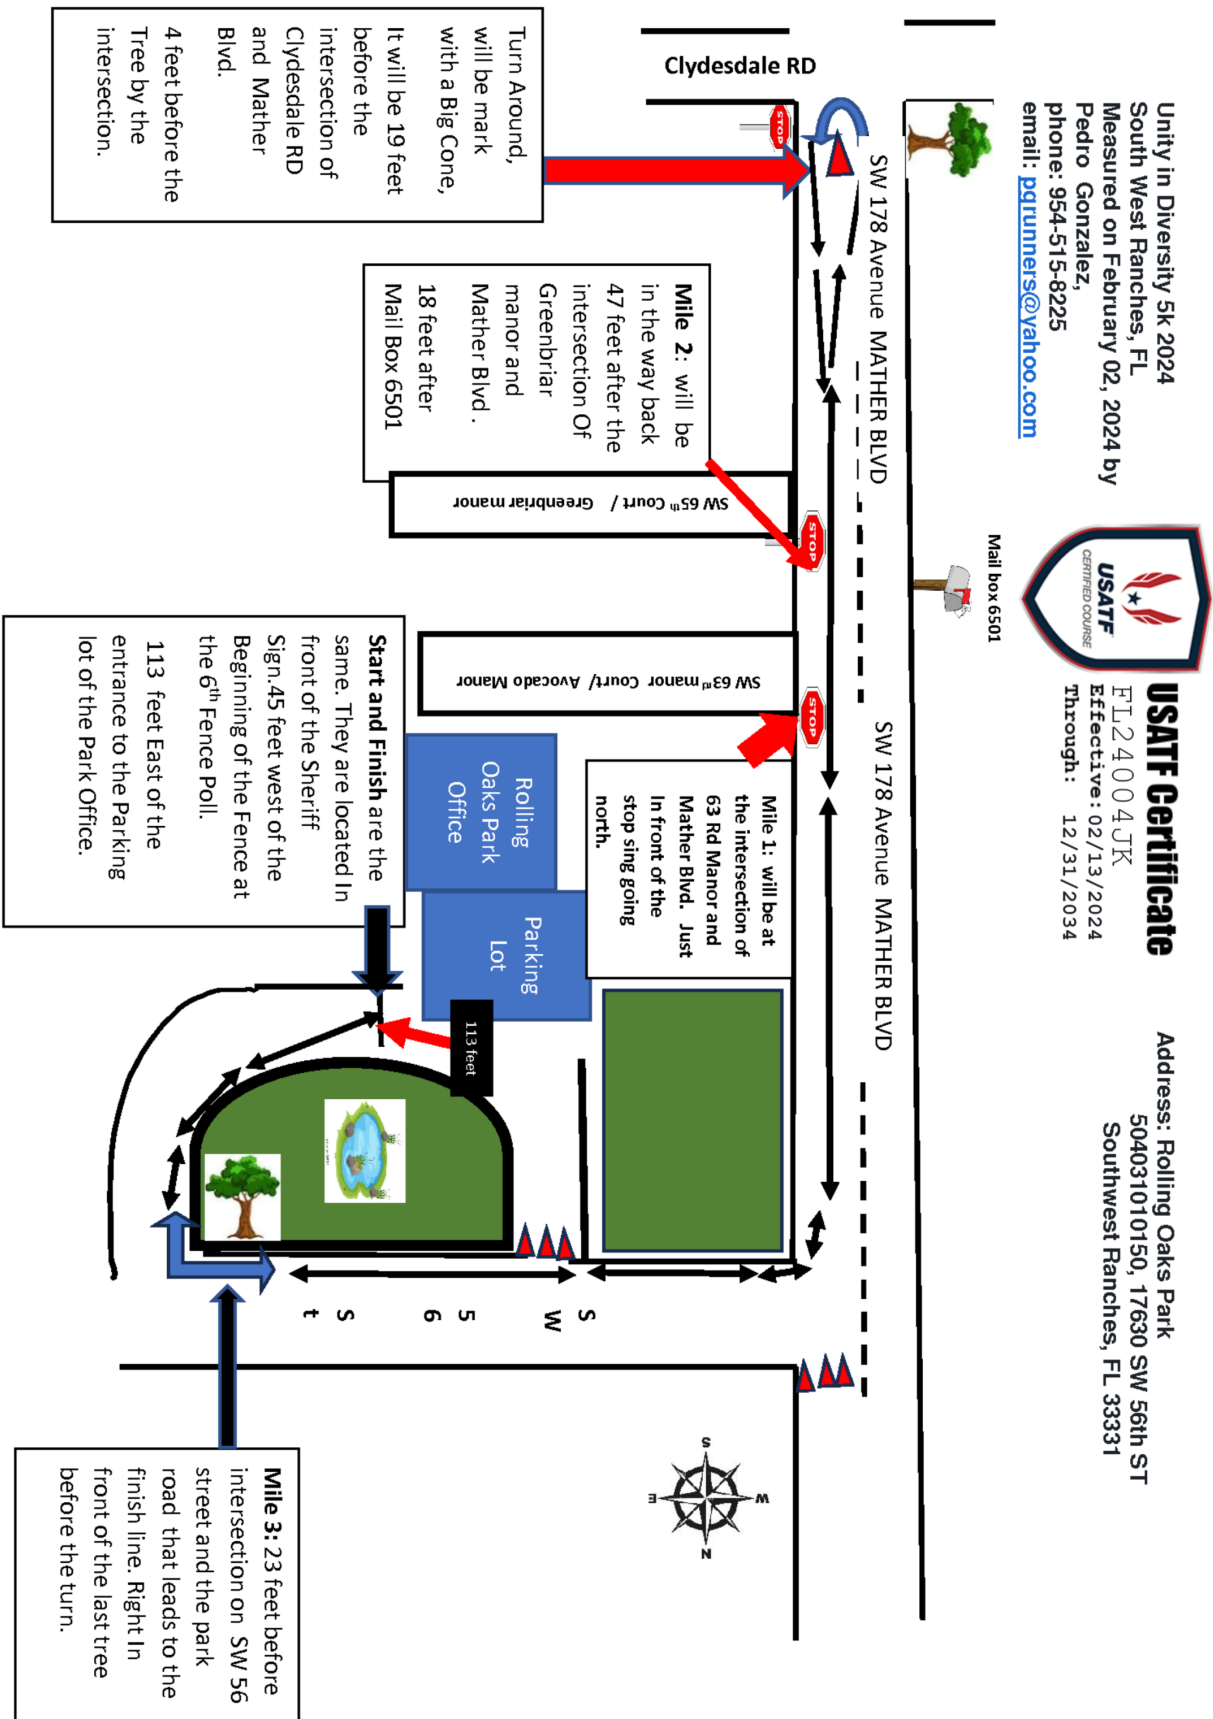 Unity in Diversity 5k 2024
South West Ranches, FL
Measured on February 02, 2024 by
Pedro Gonzalez,
phone: 954-515-8225
email: pgrunners@yahoo.com
USATF
CERTIFIED COURSE
USATF Certificate
FL24004JK
Effective: 02/13/2024
Through: 12/31/2034
Address: Rolling Oaks Park
504031010150, 17630 SW 56th ST
Southwest Ranches, FL 33331
Mail box 6501
Clydesdale RD
SW 178 Avenue MATHER BLVD
SW 178 Avenue MATHER BLVD
STOP
STOP
STOP
Turn Around,
will be mark
with a Big Cone,
It will be 19 feet
before the
intersection of
Clydesdale RD
and Mather
Blvd.
4 feet before the
Tree by the
intersection.
Mile 2: will be
in the way back
47 feet after the
intersection Of
Greenbriar
manor and
Mather Blvd .
18 feet after
Mail Box 6501
SW 65th Court / Greenbriar manor
SW 63rd manor Court/ Avocado Manor
Mile 1: will be at
the intersection of
63 Rd Manor and
Mather Blvd. Just
In front of the
stop sing going
north.
Rolling
Oaks Park
Office
Parking
Lot
113 feet
Start and Finish are the
same. They are located In
front of the Sheriff
Sign.45 feet west of the
Beginning of the Fence at
the 6th Fence Poll.
113 feet East of the
entrance to the Parking
lot of the Park Office.
S
W
5
6
S
t
S
W
E
N
Mile 3: 23 feet before
intersection on SW 56
street and the park
road that leads to the
finish line. Right In
front of the last tree
before the turn.